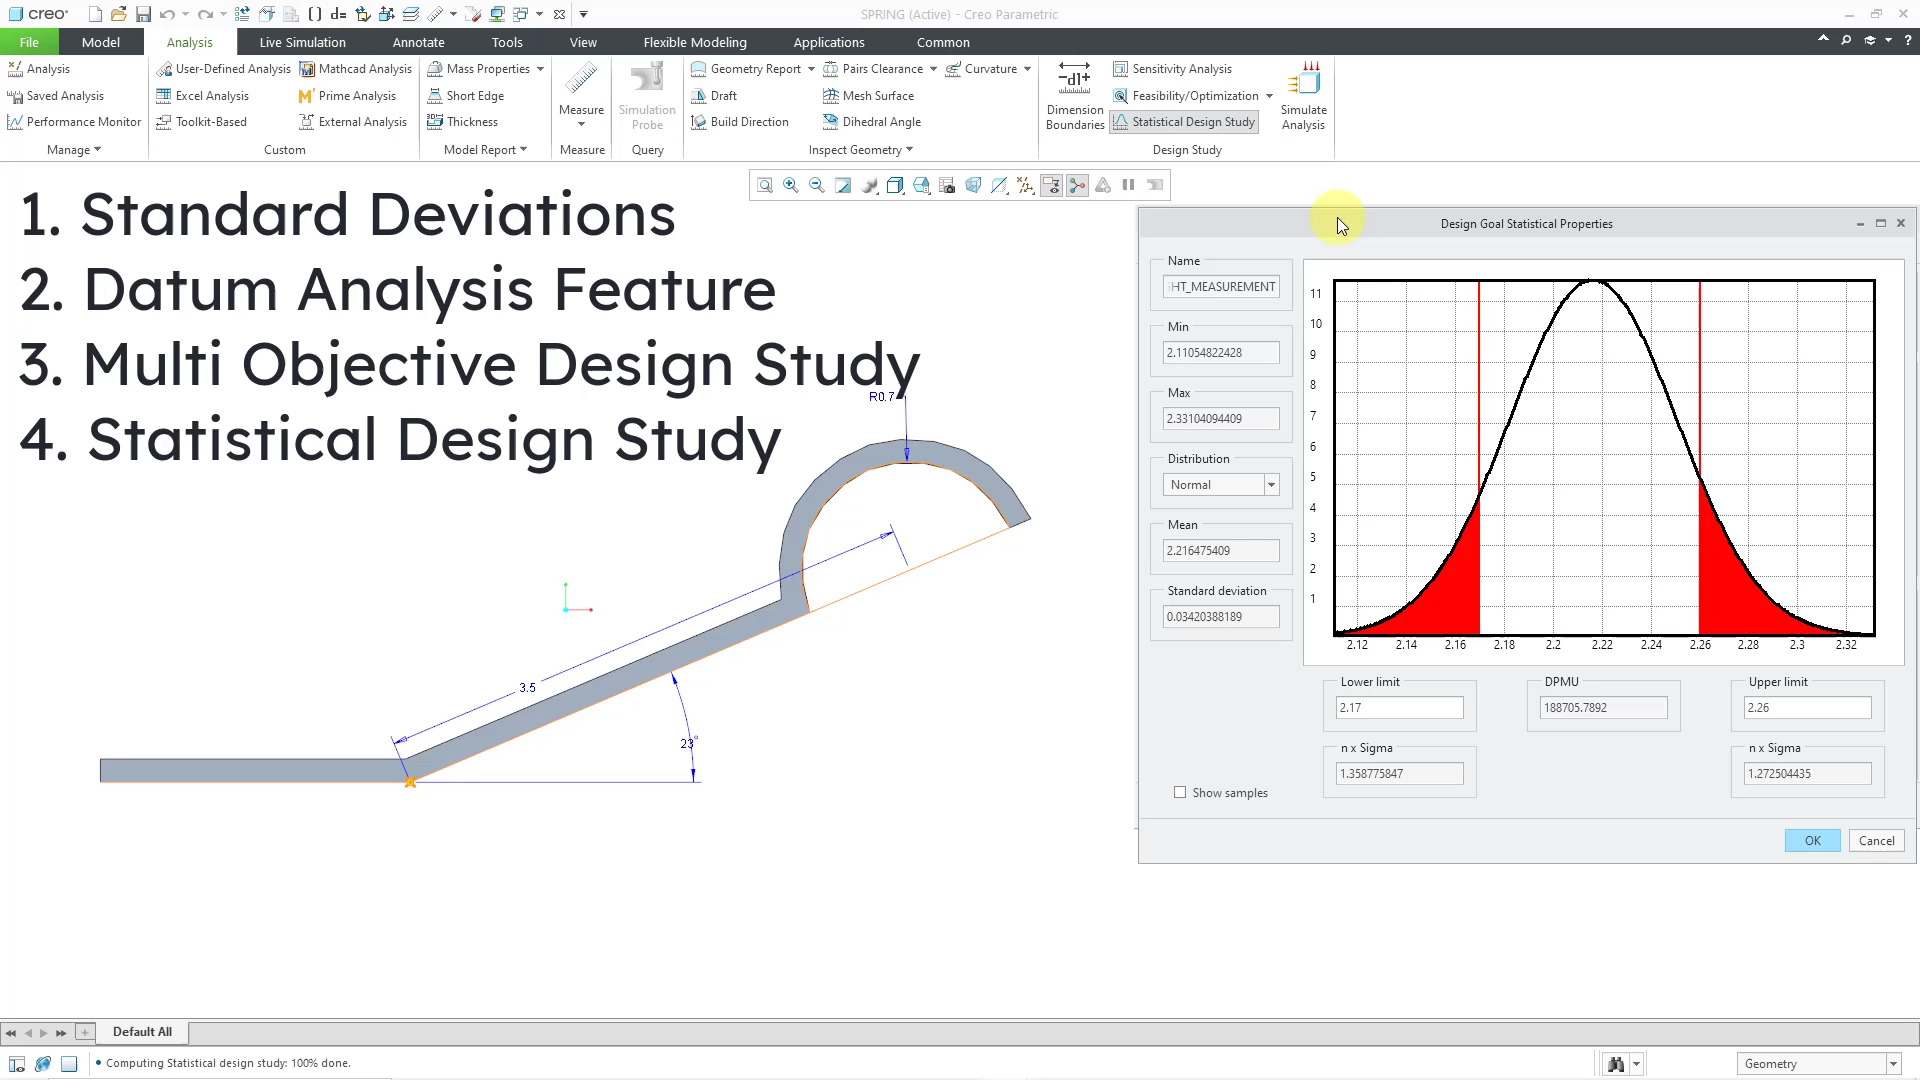 creo
SPRING (Active) - Creo Parametric
File
Model
Analysis
Live Simulation
Annotate
Tools
View
Flexible Modeling
Applications
Common
Analysis
Saved Analysis
Performance Monitor
Manage
User-Defined Analysis
Excel Analysis
Toolkit-Based
Mathcad Analysis
Prime Analysis
External Analysis
Custom
Mass Properties
Short Edge
Thickness
Model Report
Measure
Measure
Simulation
Probe
Query
Geometry Report
Draft
Build Direction
Pairs Clearance
Mesh Surface
Dihedral Angle
Curvature
Inspect Geometry
Dimension
Boundaries
Sensitivity Analysis
Feasibility/Optimization
Statistical Design Study
Simulate
Analysis
Design Study
1. Standard Deviations
2. Datum Analysis Feature
3. Multi Objective Design Study
4. Statistical Design Study
R0.7
3.5
23°
Design Goal Statistical Properties
Name
HT_MEASUREMENT
Min
2.11054822428
Max
2.33104094409
Distribution
Normal
Mean
2.216475409
Standard deviation
0.03420388189
11
10
9
8
7
6
5
4
3
2
1
2.12 2.14 2.16 2.18 2.2 2.22 2.24 2.26 2.28 2.3 2.32
Lower limit
2.17
DPMU
188705.7892
Upper limit
2.26
n x Sigma
1.358775847
n x Sigma
1.272504435
Show samples
OK
Cancel
Default All
Computing Statistical design study: 100% done.
Geometry